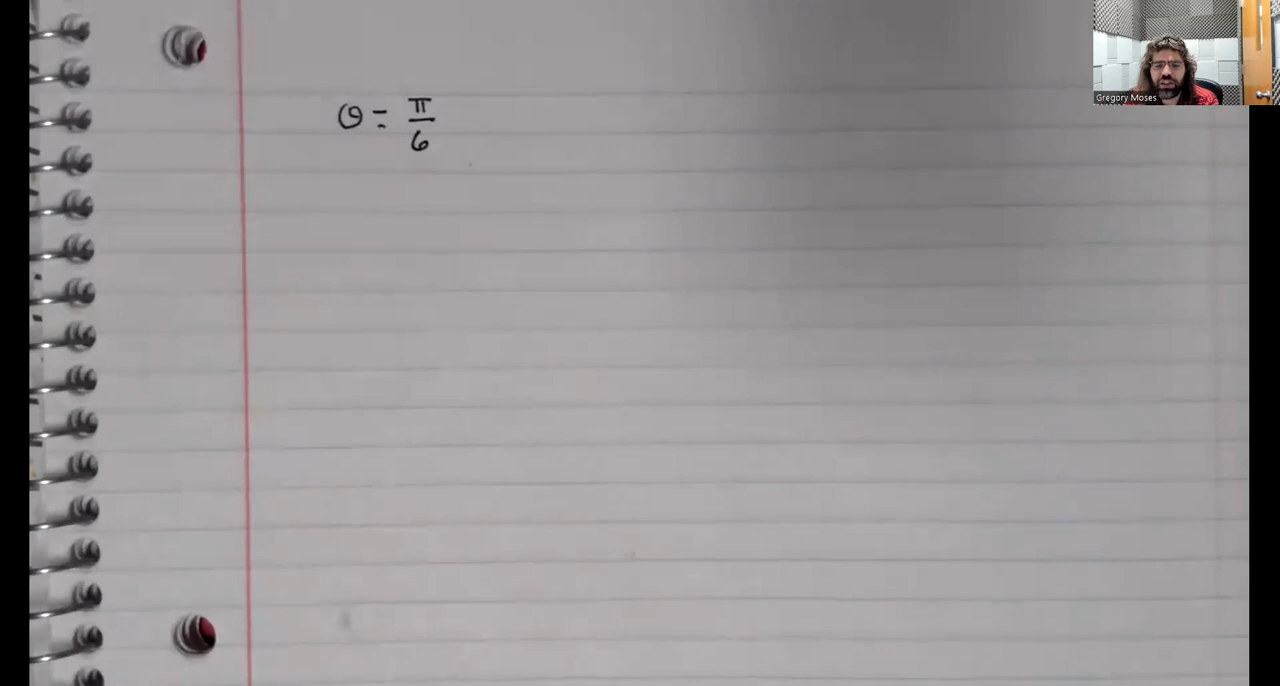 θ = π/6
Gregory Moses